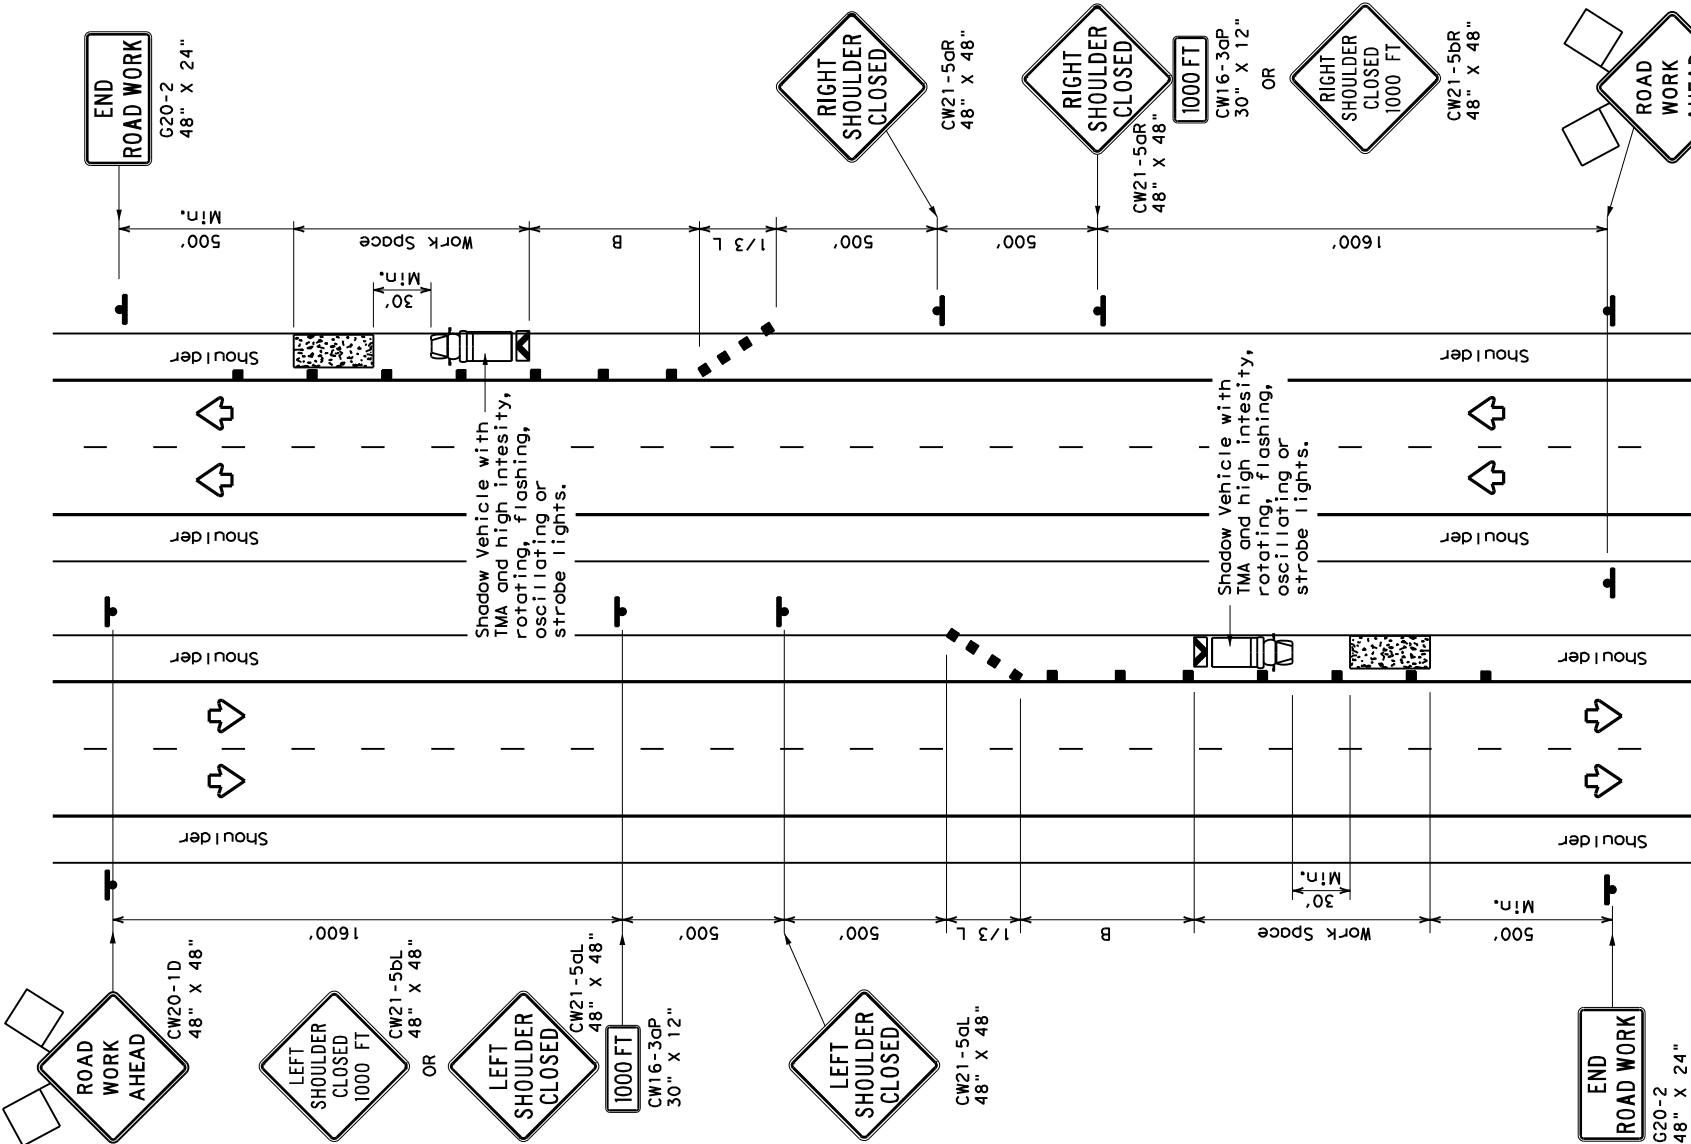 END
ROAD WORK
G20-2
48" X 24"
RIGHT
SHOULDER
CLOSED
CW21-5aR
48" X 48"
RIGHT
SHOULDER
CLOSED
CW21-5aR
48" X 48"
1000 FT
CW16-3aP
30" X 12"
OR
RIGHT
SHOULDER
CLOSED
1000 FT
CW21-5bR
48" X 48"
ROAD
WORK
500'
Min.
Work Space
B
1/3 L
500'
500'
1600'
30'
Min.
Shoulder
Shoulder
Shadow Vehicle with
TMA and high intesity,
rotating, flashing,
oscillating or
strobe lights.
Shadow Vehicle with
TMA and high intesity,
rotating, flashing,
oscillating or
strobe lights.
Shoulder
Shoulder
Shoulder
Shoulder
Shoulder
Shoulder
30'
Min.
1600'
500'
500'
1/3 L
B
Work Space
500'
Min.
ROAD
WORK
AHEAD
CW20-1D
48" X 48"
LEFT
SHOULDER
CLOSED
1000 FT
CW21-5bL
48" X 48"
OR
LEFT
SHOULDER
CLOSED
CW21-5aL
48" X 48"
1000 FT
CW16-3aP
30" X 12"
LEFT
SHOULDER
CLOSED
CW21-5aL
48" X 48"
END
ROAD WORK
G20-2
48" X 24"